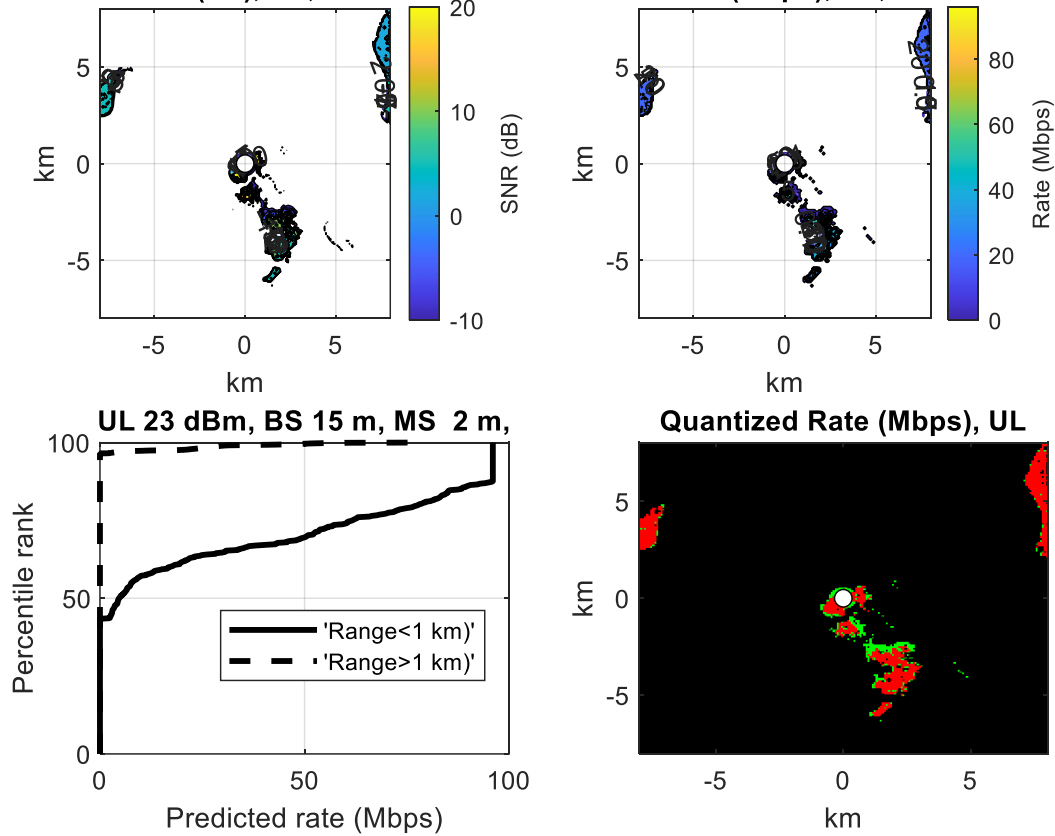 20
10
0
-10
SNR (dB)
5
0
-5
km
-5
0
5
km
80
60
40
20
0
Rate (Mbps)
5
0
-5
km
-5
0
5
km
UL 23 dBm, BS 15 m, MS 2 m,
100
50
0
Percentile rank
'Range<1 km)'
'Range>1 km)'
0
50
100
Predicted rate (Mbps)
Quantized Rate (Mbps), UL
5
0
-5
km
-5
0
5
km